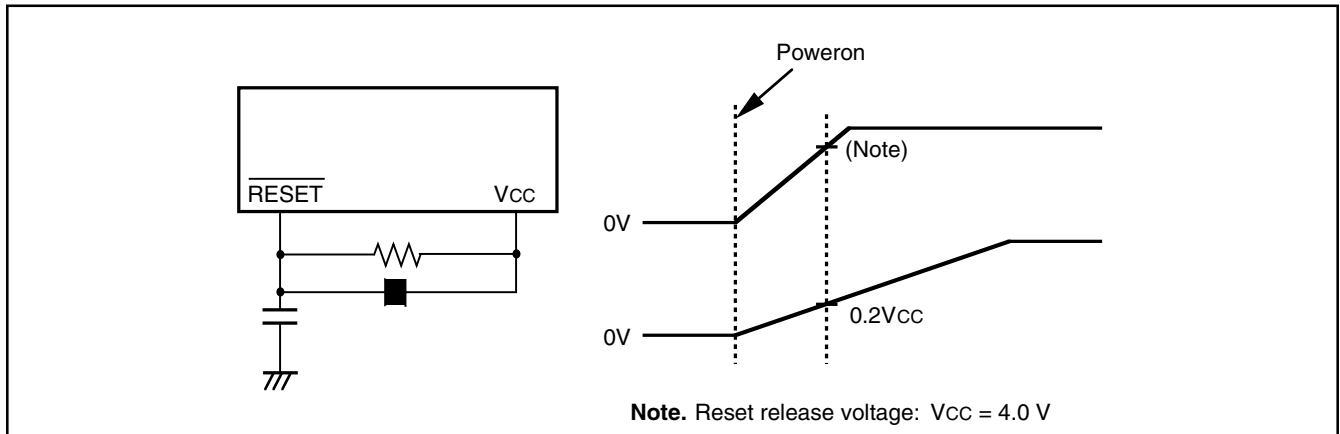 Poweron
(Note)
RESET VCC
0V
0.2VCC
0V
Note. Reset release voltage: VCC = 4.0 V